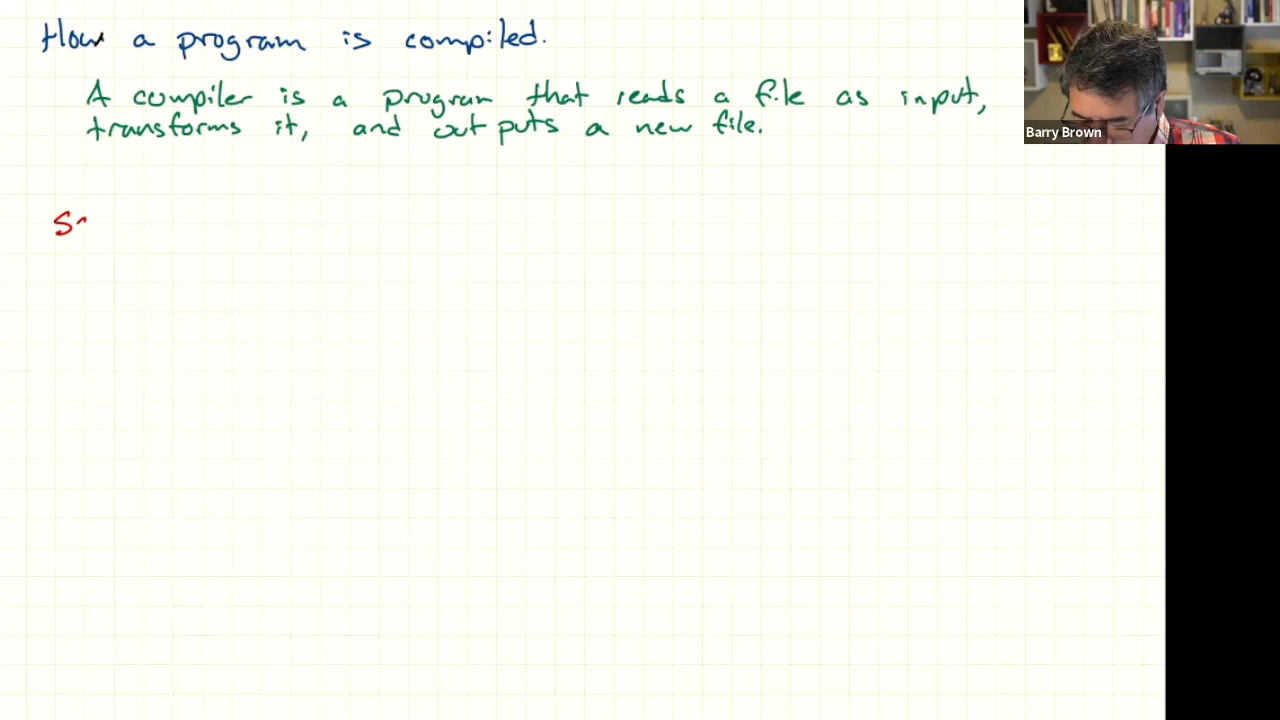 How a program is compiled.
A compiler is a program that reads a file as input,
transforms it, and outputs a new file.
Barry Brown